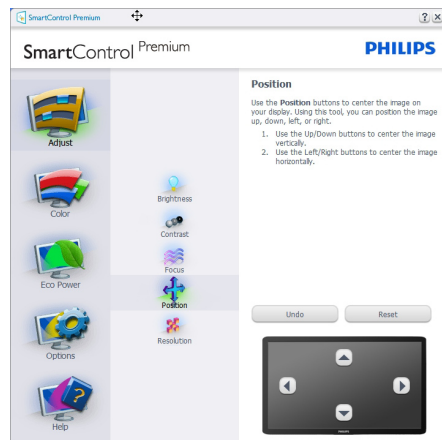 SmartControl Premium
SmartControl Premium
PHILIPS
Adjust
Color
Eco Power
Options
Help
Brightness
Contrast
Focus
Position
Resolution
Position
Use the Position buttons to center the image on
your display. Using this tool, you can position the image
up, down, left, or right.
1. Use the Up/Down buttons to center the image
vertically.
2. Use the Left/Right buttons to center the image
horizontally.
Undo
Reset
PHILIPS